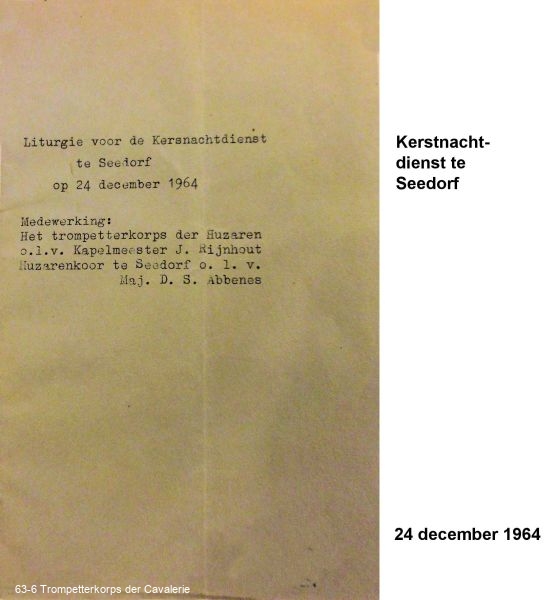 Liturgie voor de Kersnachtdienst
te Seedorf
op 24 december 1964
Medewerking:
Het trompetterkorps der Huzaren
o.l.v. Kapelmeester J. Rijnhout
Huzarenkoor te Seedorf o. l. v.
Maj. D. S. Abbenes
63-6 Trompetterkorps der Cavalerie
Kerstnacht-
dienst te
Seedorf
24 december 1964